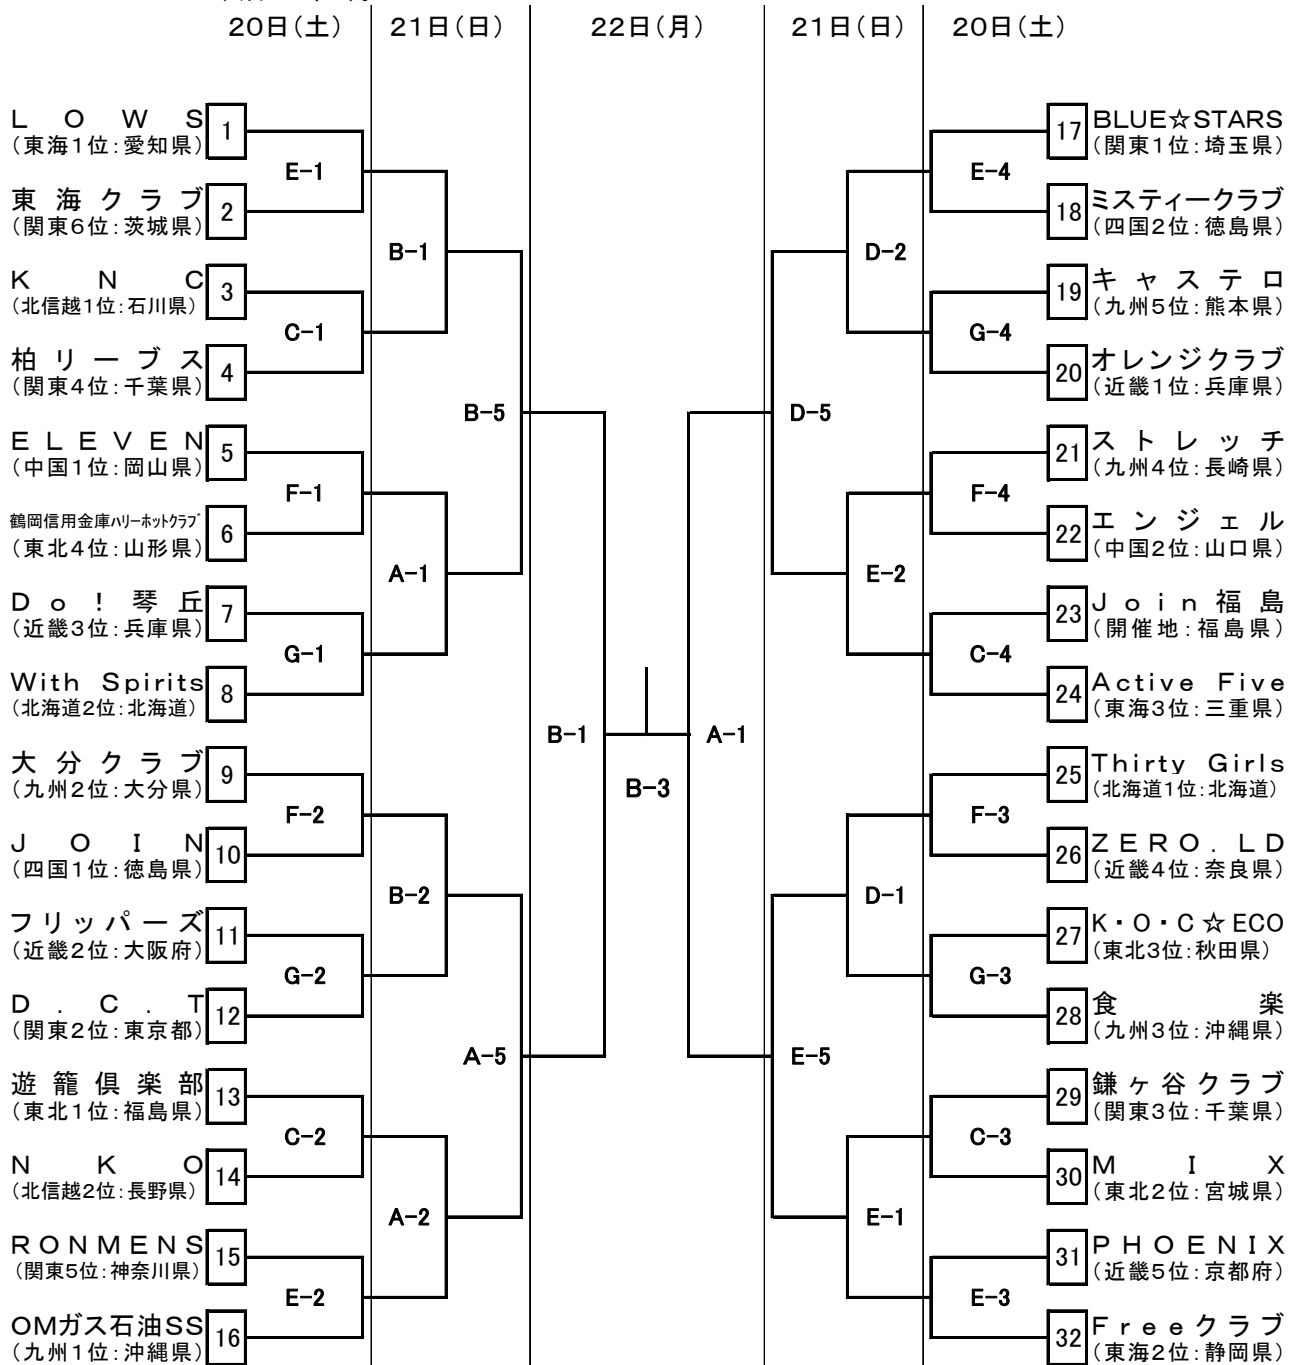 20日(土) 21日(日) 22日(月) 21日(日) 20日(土)
LOWS
(東海1位:愛知県)
1
東海クラブ
(関東6位:茨城県)
2
KNC
(北信越1位:石川県)
3
柏リーブス
(関東4位:千葉県)
4
ELEVEN
(中国1位:岡山県)
5
鶴岡信用金庫ハリーホットクラブ
(東北4位:山形県)
6
Do!琴丘
(近畿3位:兵庫県)
7
With Spirits
(北海道2位:北海道)
8
大分クラブ
(九州2位:大分県)
9
JOIN
(四国1位:徳島県)
10
フリッパーズ
(近畿2位:大阪府)
11
D.C.T
(関東2位:東京都)
12
遊籠倶楽部
(東北1位:福島県)
13
NKO
(北信越2位:長野県)
14
RONMENS
(関東5位:神奈川県)
15
OMガス石油SS
(九州1位:沖縄県)
16
E-1
C-1
F-1
G-1
F-2
G-2
C-2
E-2
B-1
A-1
B-2
A-2
B-5
A-5
B-1
B-3
A-1
D-5
E-5
D-2
E-2
D-1
E-1
E-4
G-4
F-4
C-4
F-3
G-3
C-3
E-3
17
BLUE☆STARS
(関東1位:埼玉県)
18
ミスティークラブ
(四国2位:徳島県)
19
キャステロ
(九州5位:熊本県)
20
オレンジクラブ
(近畿1位:兵庫県)
21
ストレッチ
(九州4位:長崎県)
22
エンジェル
(中国2位:山口県)
23
Join福島
(開催地:福島県)
24
Active Five
(東海3位:三重県)
25
Thirty Girls
(北海道1位:北海道)
26
ZERO.LD
(近畿4位:奈良県)
27
K・O・C☆ECO
(東北3位:秋田県)
28
食楽
(九州3位:沖縄県)
29
鎌ヶ谷クラブ
(関東3位:千葉県)
30
MIX
(東北2位:宮城県)
31
PHOENIX
(近畿5位:京都府)
32
Freeクラブ
(東海2位:静岡県)